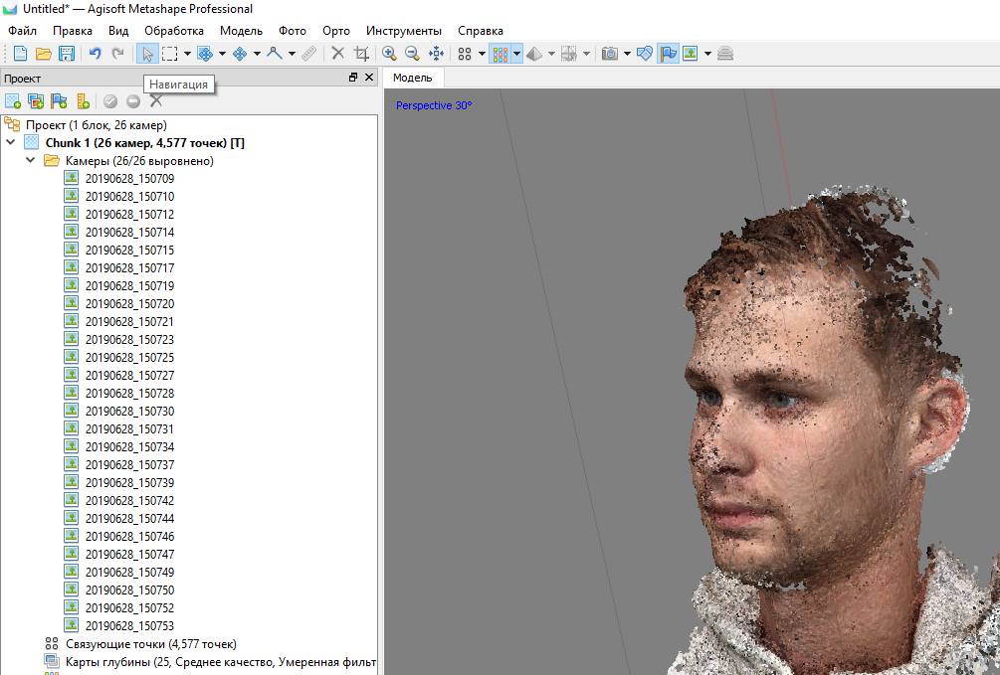 Untitled* — Agisoft Metashape Professional
Файл Правка Вид Обработка Модель Фото Орто Инструменты Справка
Проект
Навигация
Модель
Perspective 30°
Проект (1 блок, 26 камер)
Chunk 1 (26 камер, 4,577 точек) [T]
Камеры (26/26 выровнено)
20190628_150709
20190628_150710
20190628_150712
20190628_150714
20190628_150715
20190628_150717
20190628_150719
20190628_150720
20190628_150721
20190628_150723
20190628_150725
20190628_150727
20190628_150728
20190628_150730
20190628_150731
20190628_150734
20190628_150737
20190628_150739
20190628_150742
20190628_150744
20190628_150746
20190628_150747
20190628_150749
20190628_150750
20190628_150752
20190628_150753
Связующие точки (4,577 точек)
Карты глубины (25, Среднее качество, Умеренная фильт